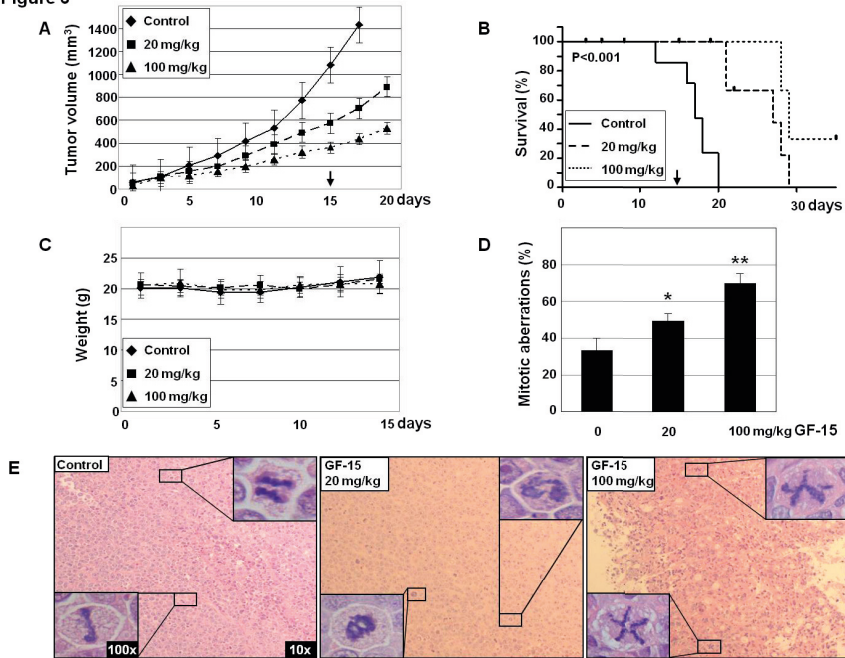 Figure 6
A
Tumor volume (mm³)
1400
1200
1000
800
600
400
200
0
0
5
10
15
20 days
Control
20 mg/kg
100 mg/kg
B
Survival (%)
100
80
60
40
20
0
0
10
20
30 days
P<0.001
Control
20 mg/kg
100 mg/kg
C
Weight (g)
25
20
15
10
5
0
0
5
10
15 days
Control
20 mg/kg
100 mg/kg
D
Mitotic aberrations (%)
80
60
40
20
0
*
**
0
20
100 mg/kg GF-15
E
Control
100x
10x
GF-15
20 mg/kg
GF-15
100 mg/kg